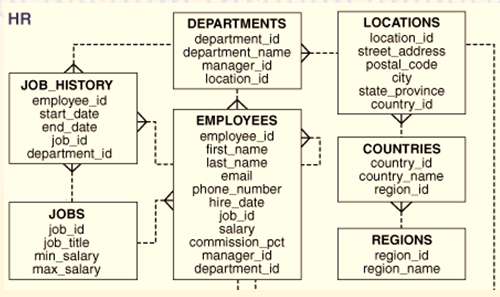 HR
DEPARTMENTS
department_id
department_name
manager_id
location_id
LOCATIONS
location_id
street_address
postal_code
city
state_province
country_id
JOB_HISTORY
employee_id
start_date
end_date
job_id
department_id
EMPLOYEES
employee_id
first_name
last_name
email
phone_number
hire_date
job_id
salary
commission_pct
manager_id
department_id
COUNTRIES
country_id
country_name
region_id
JOBS
job_id
job_title
min_salary
max_salary
REGIONS
region_id
region_name